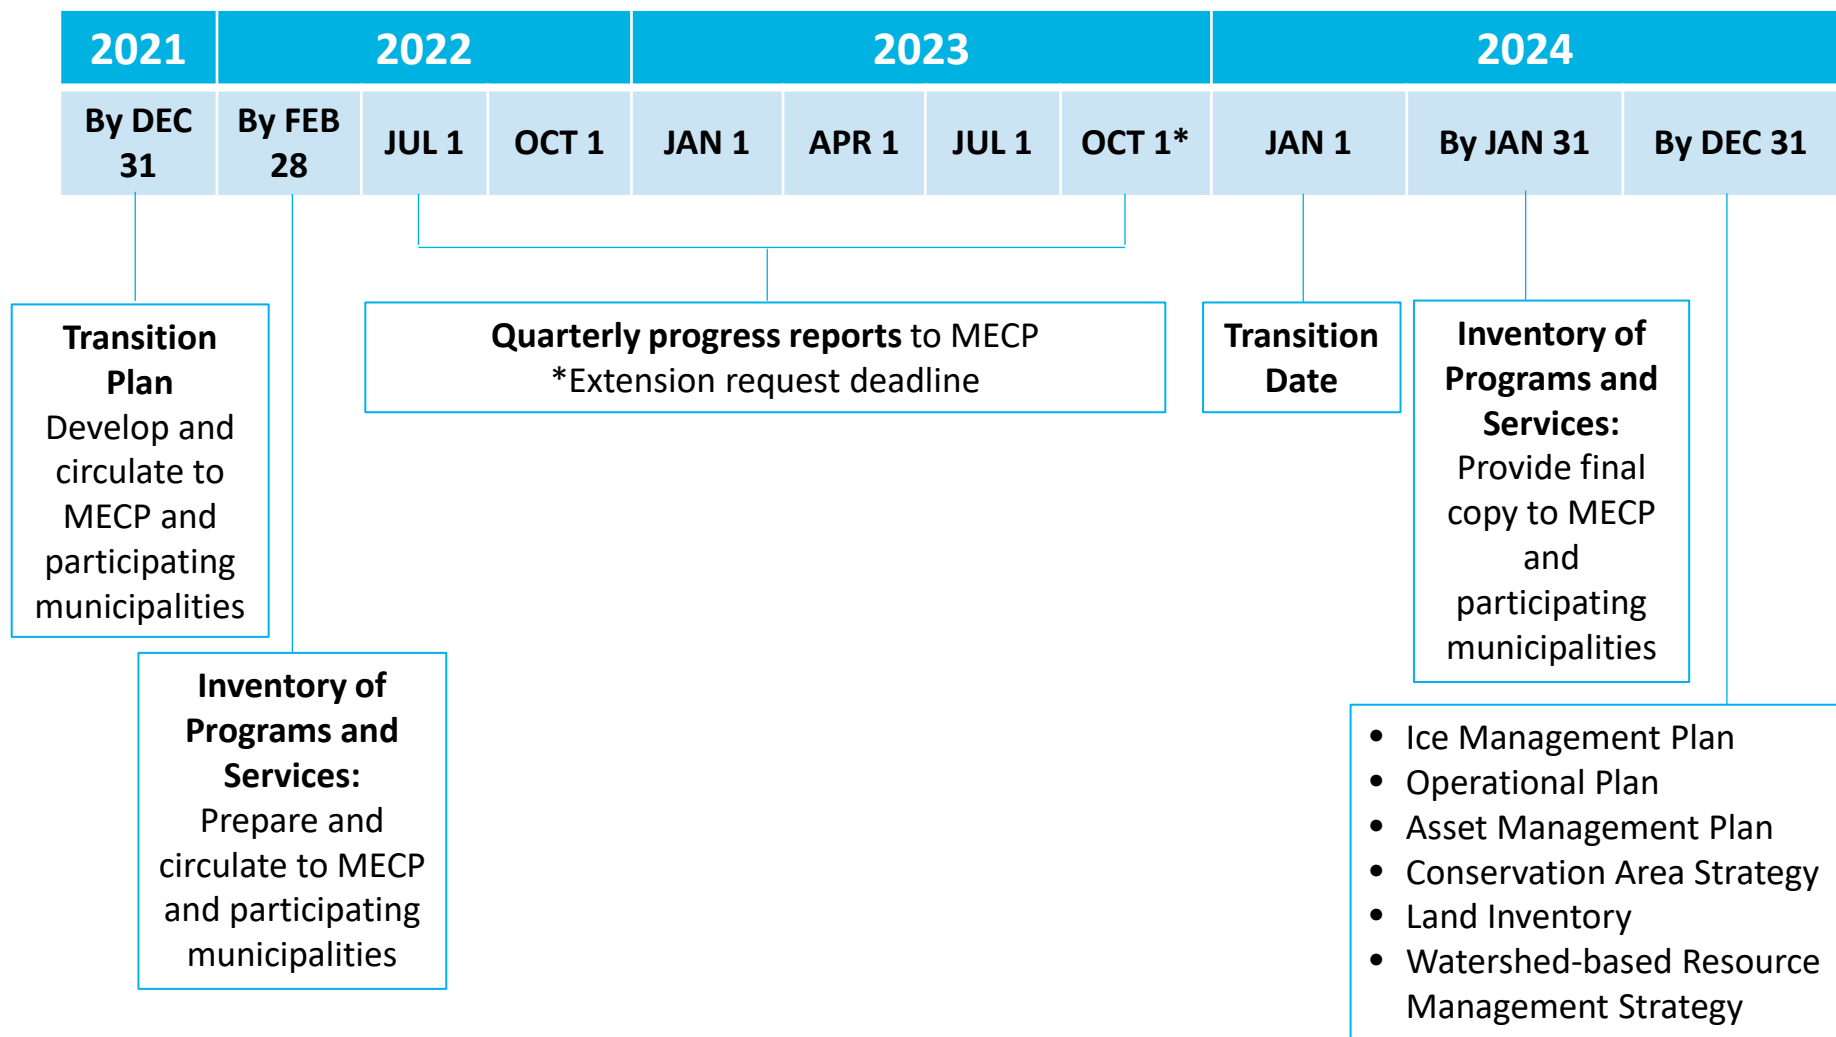 2021 2022 2023 2024
By DEC 31
By FEB 28
JUL 1
OCT 1
JAN 1
APR 1
JUL 1
OCT 1*
JAN 1
By JAN 31
By DEC 31
Transition
Plan
Develop and
circulate to
MECP and
participating
municipalities
Inventory of
Programs and
Services:
Prepare and
circulate to MECP
and participating
municipalities
Quarterly progress reports to MECP
*Extension request deadline
Transition
Date
Inventory of
Programs and
Services:
Provide final
copy to MECP
and
participating
municipalities
• Ice Management Plan
• Operational Plan
• Asset Management Plan
• Conservation Area Strategy
• Land Inventory
• Watershed-based Resource
Management Strategy